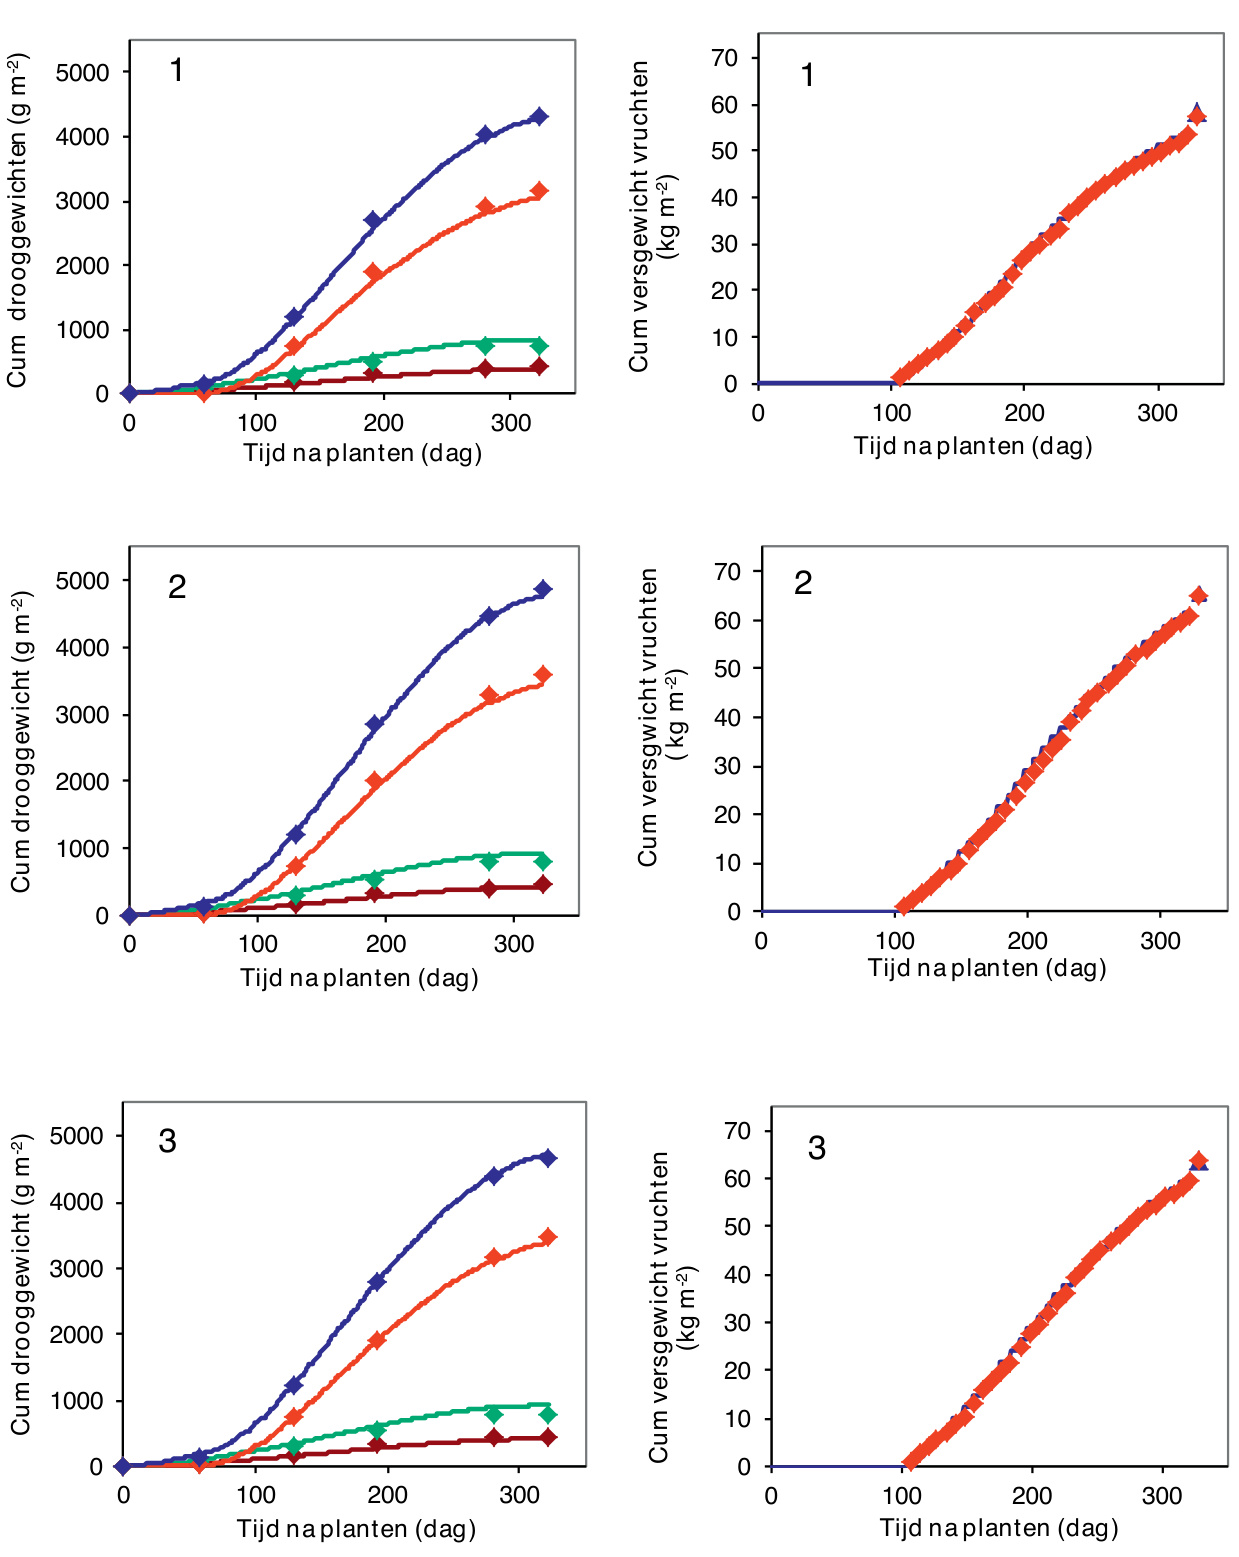 Cum drooggewichten (g m-2)
1
5000
4000
3000
2000
1000
0
0 100 200 300
Tijd na planten (dag)
Cum versgewicht vruchten
(kg m-2)
1
70
60
50
40
30
20
10
0
0 100 200 300
Tijd na planten (dag)
Cum drooggewicht (g m-2)
2
5000
4000
3000
2000
1000
0
0 100 200 300
Tijd na planten (dag)
Cum versgwicht vruchten
( kg m-2)
2
70
60
50
40
30
20
10
0
0 100 200 300
Tijd na planten (dag)
Cum drooggewicht (g m-2)
3
5000
4000
3000
2000
1000
0
0 100 200 300
Tijd na planten (dag)
Cum versgewicht vruchten
(kg m-2)
3
70
60
50
40
30
20
10
0
0 100 200 300
Tijd na planten (dag)